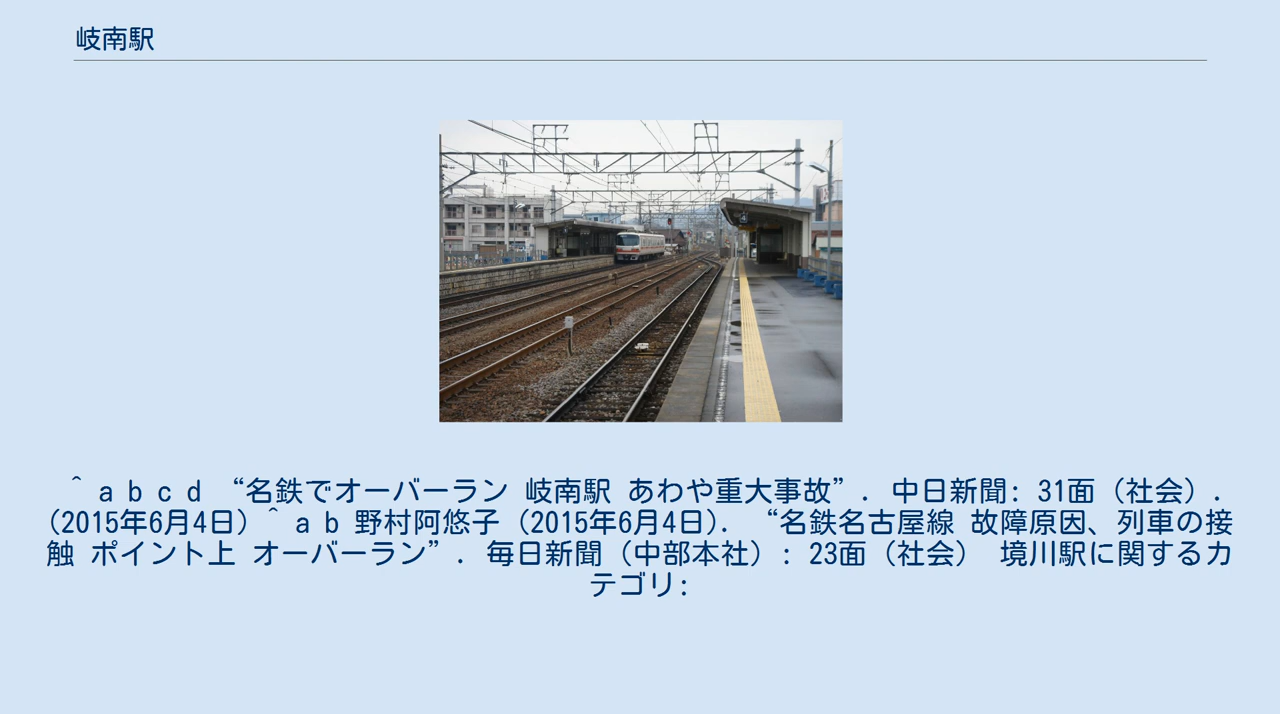 岐南駅
^ a b c d “名鉄でオーバーラン 岐南駅 あわや重大事故”. 中日新聞: 31面（社会）.
(2015年6月4日) ^ a b 野村阿悠子 (2015年6月4日). “名鉄名古屋線 故障原因、列車の接
触 ポイント上 オーバーラン”. 毎日新聞（中部本社）: 23面（社会） 境川駅に関するカ
テゴリ: